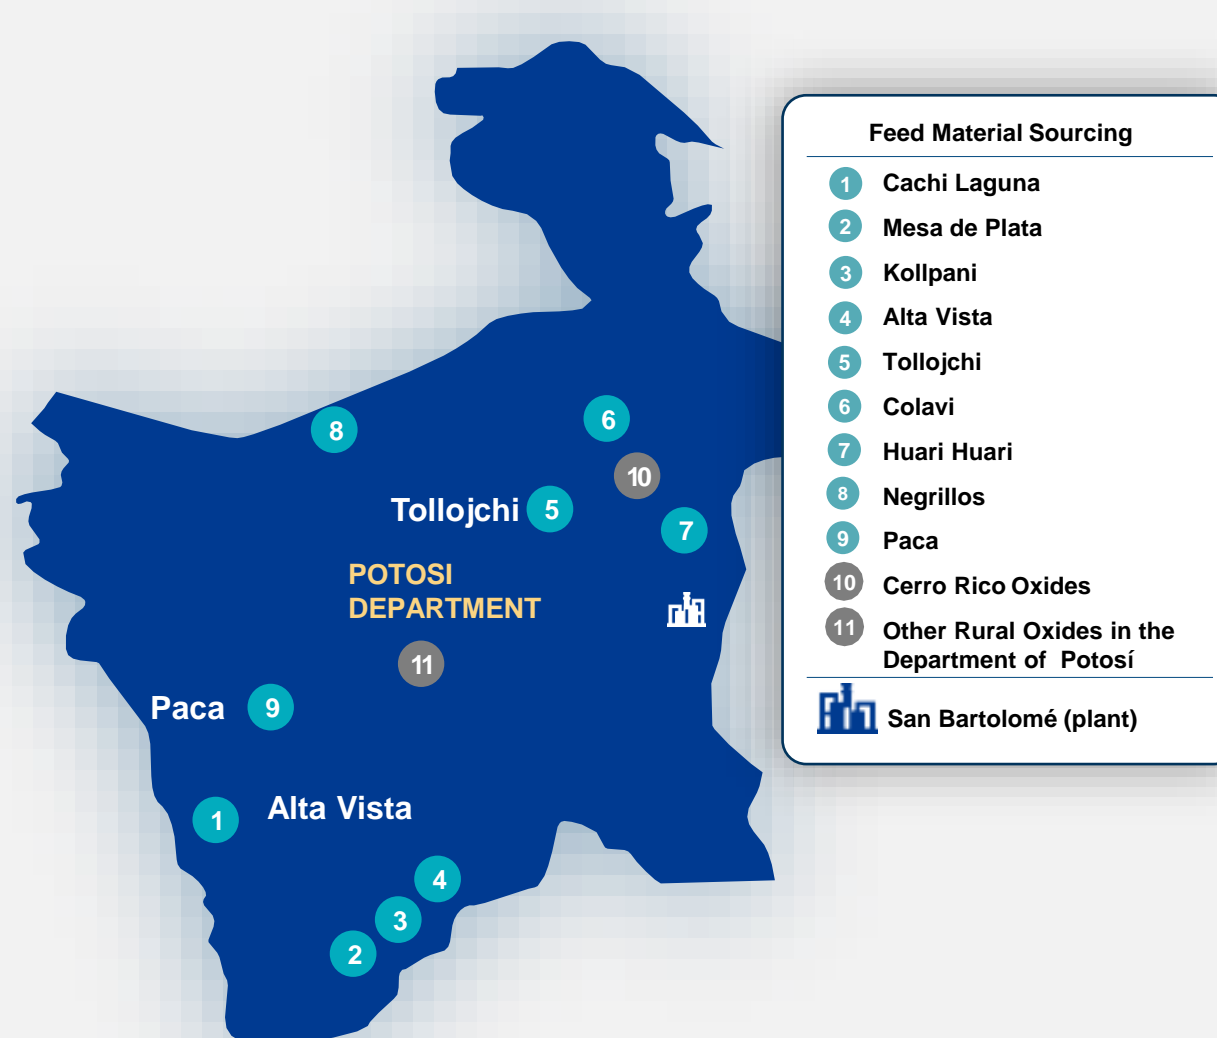 Feed Material Sourcing
1 Cachi Laguna
2 Mesa de Plata
3 Kollpani
4 Alta Vista
5 Tollojchi
6 Colavi
7 Huari Huari
8 Negrillos
9 Paca
10 Cerro Rico Oxides
11 Other Rural Oxides in the
Department of Potosí
San Bartolomé (plant)
6
8
10
Tollojchi 5
7
POTOSI
DEPARTMENT
11
Paca 9
1 Alta Vista
4
3
2